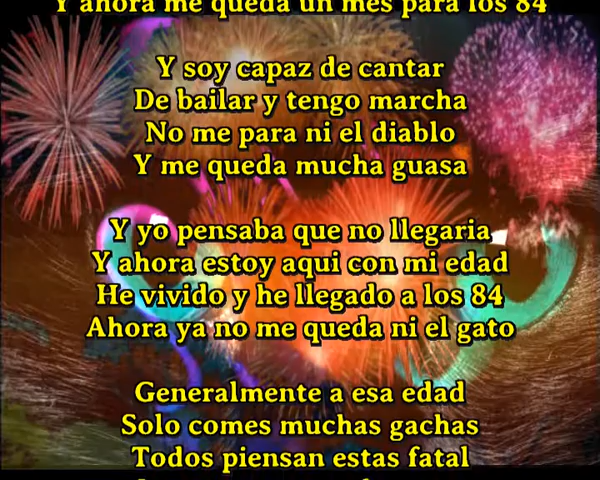 Y ahora me queda un mes para los 84
Y soy capaz de cantar
De bailar y tengo marcha
No me para ni el diablo
Y me queda mucha guasa
Y yo pensaba que no llegaria
Y ahora estoy aqui con mi edad
He vivido y he llegado a los 84
Ahora ya no me queda ni el gato
Generalmente a esa edad
Solo comes muchas gachas
Todos piensan estas fatal